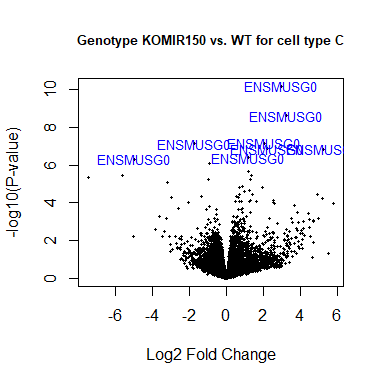 Genotype KOMIR150 vs. WT for cell type C
-log10(P-value)
10
8
6
4
2
0
ENSMUSG0
ENSMUSG0
ENSMUSG0
ENSMUSG0
ENSMUSG0
ENSMUS
ENSMUSG0
ENSMUSG0
-6
-4
-2
0
2
4
6
Log2 Fold Change